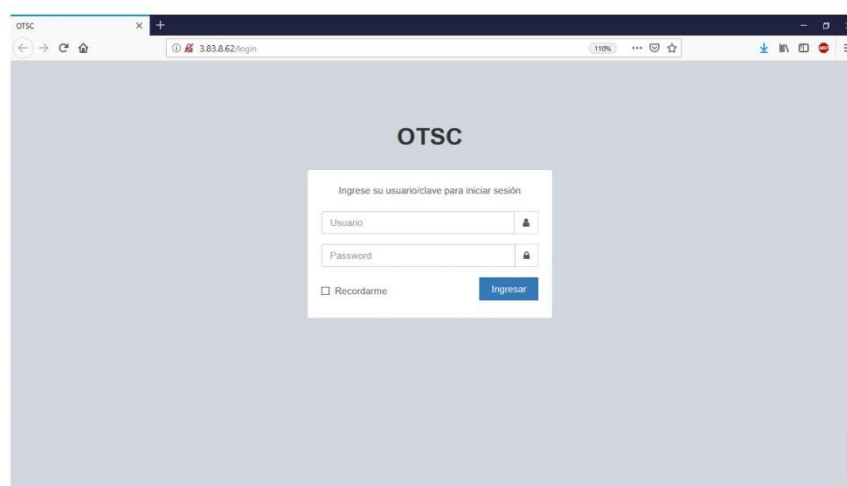 OTSC
3.83.8.62/login
110%
OTSC
Ingrese su usuario/clave para iniciar sesión
Usuario
Password
Recordarme
Ingresar